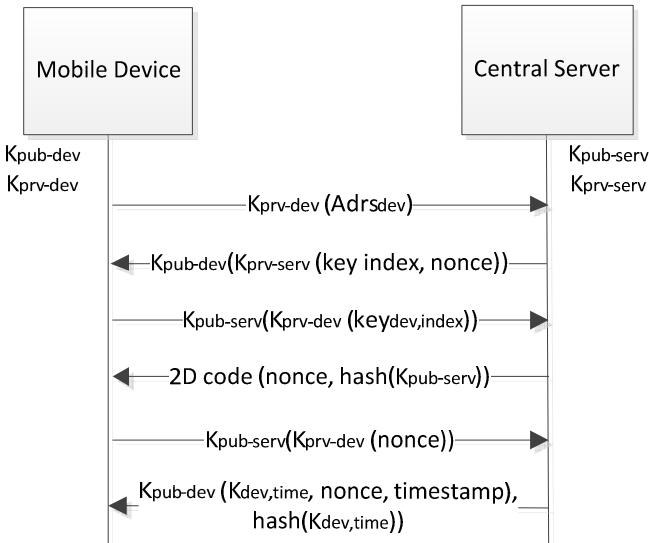 Mobile Device
Central Server
Kpub-dev
Kprv-dev
Kpub-serv
Kprv-serv
Kprv-dev (Adrsdev)
Kpub-dev(Kprv-serv (key index, nonce))
Kpub-serv(Kprv-dev (keydev,index))
2D code (nonce, hash(Kpub-serv))
Kpub-serv(Kprv-dev (nonce))
Kpub-dev (Kdev,time, nonce, timestamp),
hash(Kdev,time))